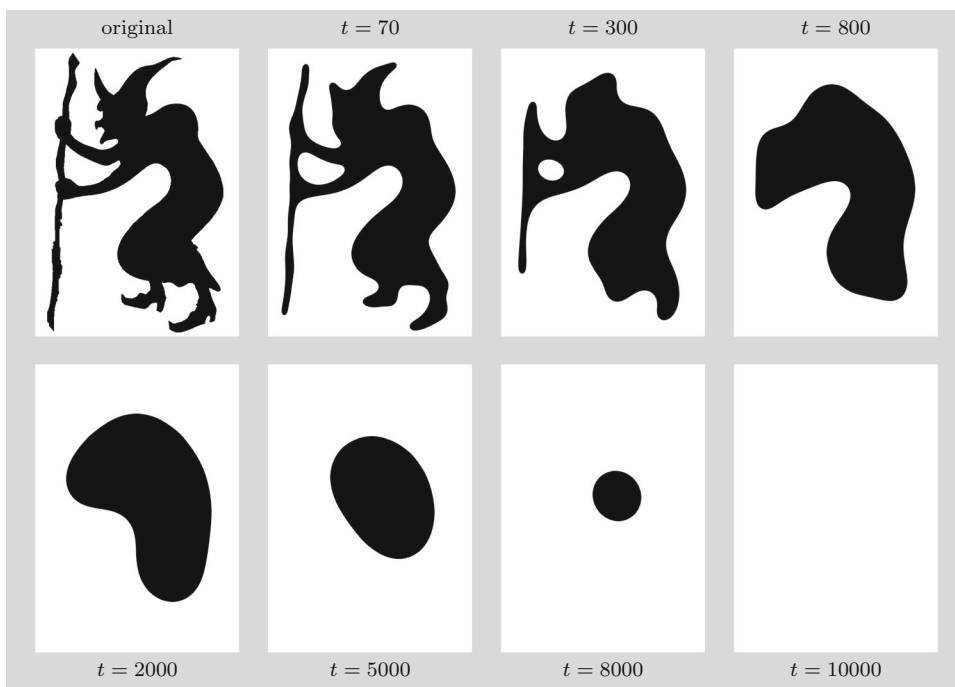 original
t = 70
t = 300
t = 800
t = 2000
t = 5000
t = 8000
t = 10000